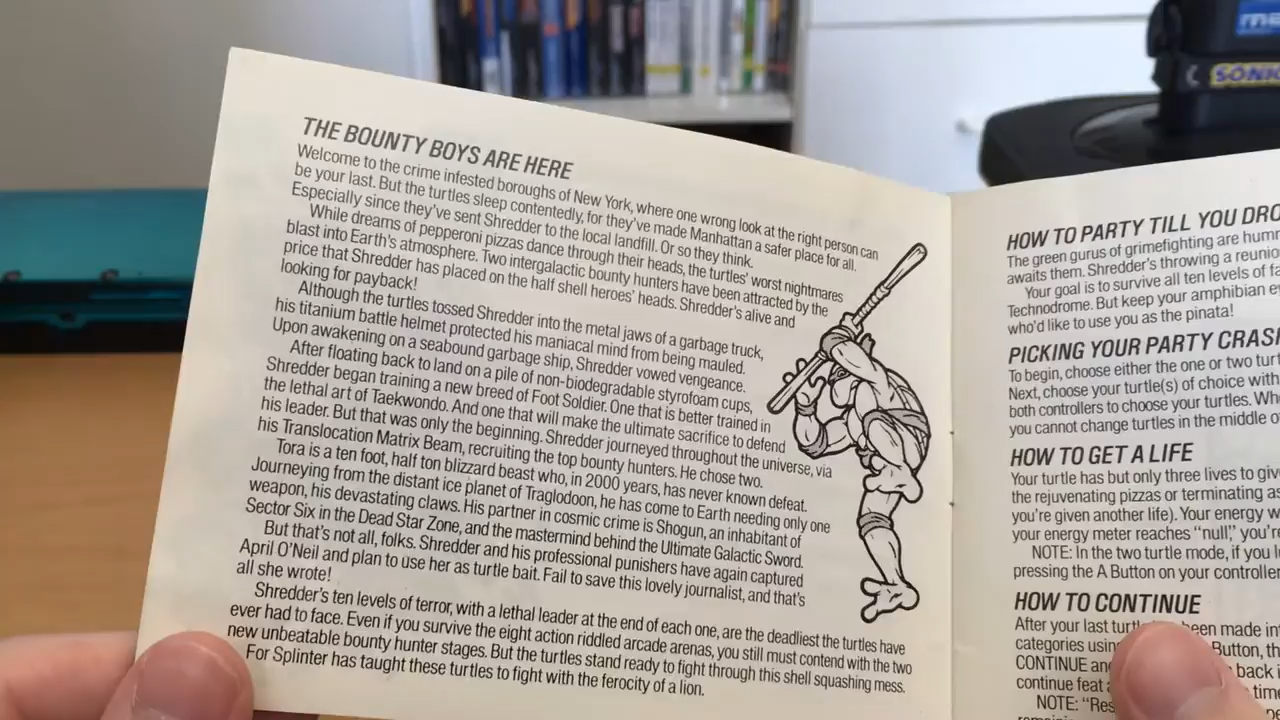 THE BOUNTY BOYS ARE HERE
Welcome to the crime infested boroughs of New York, where one wrong look at the right person can
be your last. But the turtles sleep contentedly, for they've made Manhattan a safer place for all.
Especially since they've sent Shredder to the local landfill. Or so they think.
While dreams of pepperoni pizzas dance through their heads, the turtles' worst nightmares
blast into Earth's atmosphere. Two intergalactic bounty hunters have been attracted by the
price that Shredder has placed on the half shell heroes' heads. Shredder's alive and
looking for payback!
Although the turtles tossed Shredder into the metal jaws of a garbage truck,
his titanium battle helmet protected his maniacal mind from being mauled.
Upon awakening on a seabound garbage ship, Shredder vowed vengeance.
After floating back to land on a pile of non-biodegradable styrofoam cups,
Shredder began training a new breed of Foot Soldier. One that is better trained in
the lethal art of Taekwondo. And one that will make the ultimate sacrifice to defend
his leader. But that was only the beginning. Shredder journeyed throughout the universe, via
his Translocation Matrix Beam, recruiting the top bounty hunters. He chose two.
Tora is a ten foot, half ton blizzard beast who, in 2000 years, has never known defeat.
Journeying from the distant ice planet of Traglodoon, he has come to Earth needing only one
weapon, his devastating claws. His partner in cosmic crime is Shogun, an inhabitant of
Sector Six in the Dead Star Zone, and the mastermind behind the Ultimate Galactic Sword.
But that's not all, folks. Shredder and his professional punishers have again captured
April O'Neil and plan to use her as turtle bait. Fail to save this lovely journalist, and that's
all she wrote!
Shredder's ten levels of terror, with a lethal leader at the end of each one, are the deadliest the turtles have
ever had to face. Even if you survive the eight action riddled arcade arenas, you still must contend with the two
new unbeatable bounty hunter stages. But the turtles stand ready to fight through this shell squashing mess.
For Splinter has taught these turtles to fight with the ferocity of a lion.
HOW TO PARTY TILL YOU DRO
The green gurus of grimefighting are hum
awaits them. Shredder's throwing a reunio
Your goal is to survive all ten levels of fa
Technodrome. But keep your amphibian e
who'd like to use you as the pinata!
PICKING YOUR PARTY CRASH
To begin, choose either the one or two turt
Next, choose your turtle(s) of choice with
both controllers to choose your turtles. Wh
you cannot change turtles in the middle o
HOW TO GET A LIFE
Your turtle has but only three lives to giv
the rejuvenating pizzas or terminating as
you're given another life). Your energy w
your energy meter reaches "null," you're
NOTE: In the two turtle mode, if you l
pressing the A Button on your controller
HOW TO CONTINUE
After your last turtl been made in
categories usin Button, th
CONTINUE an back i
continue feat time
NOTE: "Res
SONIC